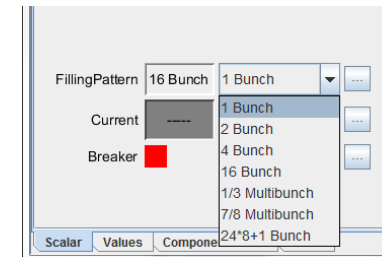 FillingPattern 16 Bunch 1 Bunch ...
1 Bunch
Current ----- ...
2 Bunch
4 Bunch
Breaker ...
16 Bunch
1/3 Multibunch
7/8 Multibunch
24*8+1 Bunch
Scalar Values Compone